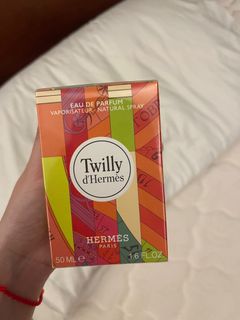 EAU DE PARFUM
VAPORISATEUR - NATURAL SPRAY
Twilly
d'Hermès
HERMÈS
PARIS
50 ML ℮ 1.6 FL.OZ